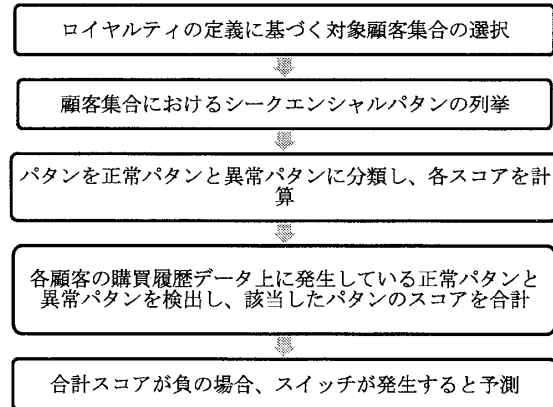 ロイヤルティの定義に基づく対象顧客集合の選択
顧客集合におけるシークエンシャルパタンの列挙
パタンを正常パタンと異常パタンに分類し、各スコアを計
算
各顧客の購買履歴データ上に発生している正常パタンと
異常パタンを検出し、該当したパタンのスコアを合計
合計スコアが負の場合、スイッチが発生すると予測